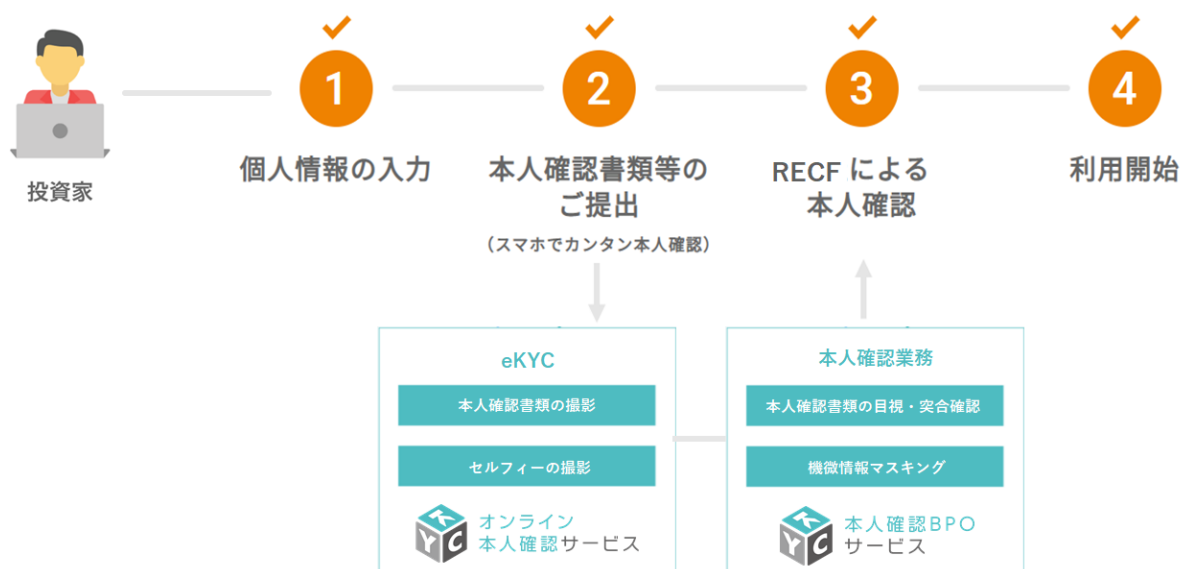 1
2
3
4
投資家
個人情報の入力
本人確認書類等の
ご提出
（スマホでカンタン本人確認）
RECF による
本人確認
利用開始
eKYC
本人確認書類の撮影
セルフィーの撮影
KYC
オンライン
本人確認サービス
本人確認業務
本人確認書類の目視・突合確認
機微情報マスキング
KYC
本人確認BPO
サービス